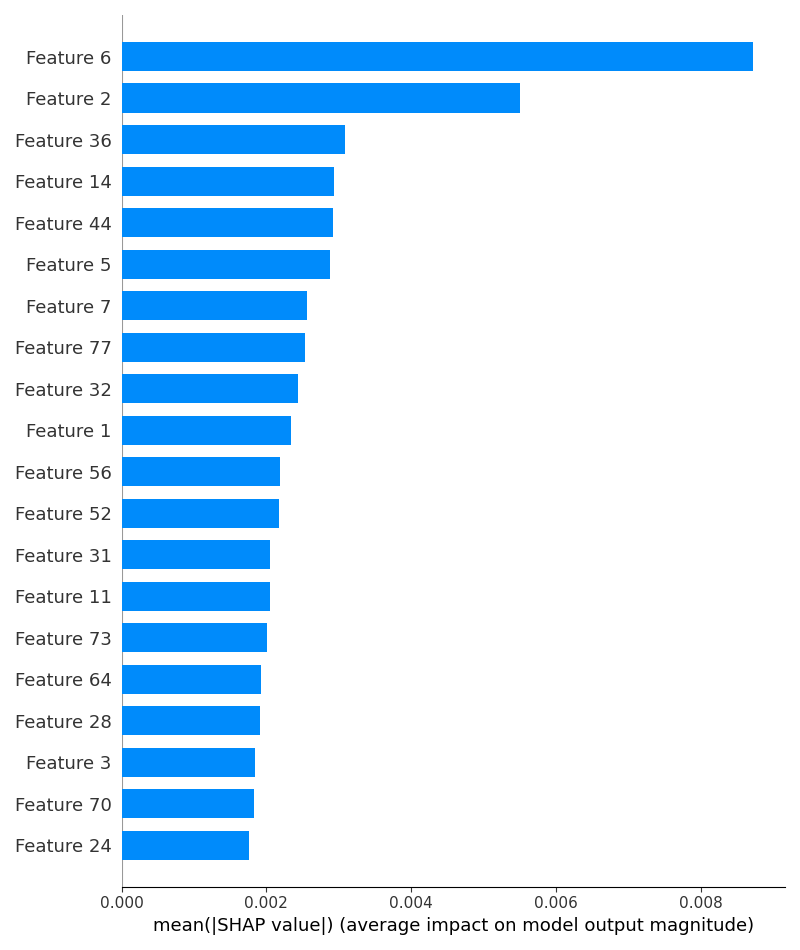 Feature 6
Feature 2
Feature 36
Feature 14
Feature 44
Feature 5
Feature 7
Feature 77
Feature 32
Feature 1
Feature 56
Feature 52
Feature 31
Feature 11
Feature 73
Feature 64
Feature 28
Feature 3
Feature 70
Feature 24
0.000 0.002 0.004 0.006 0.008
mean(|SHAP value|) (average impact on model output magnitude)